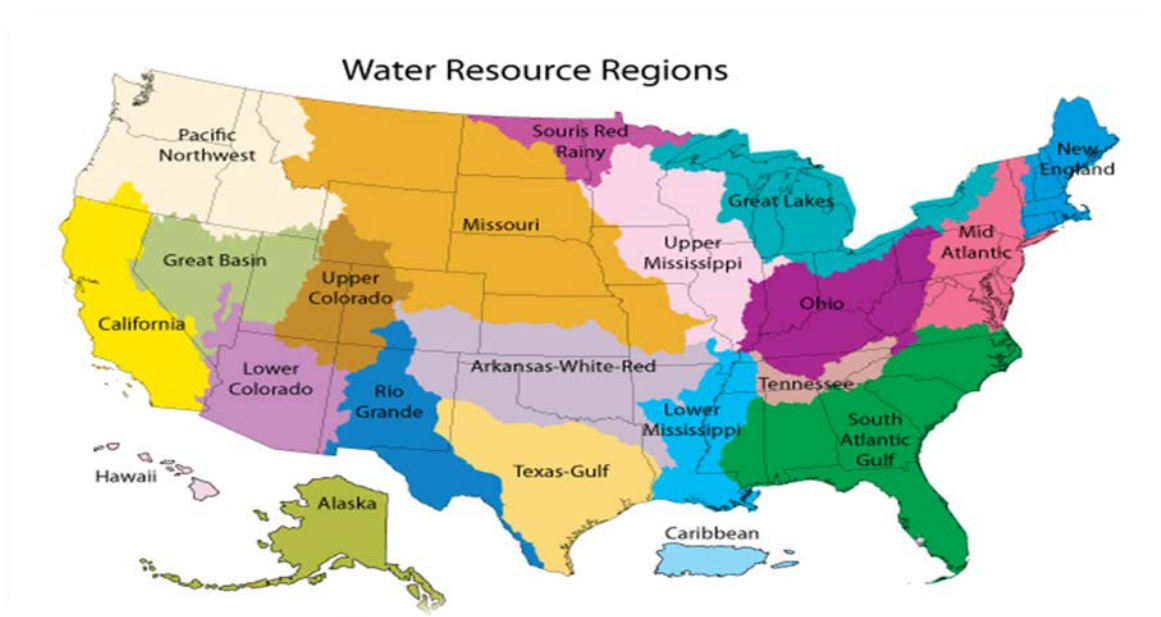 Water Resource Regions
Pacific
Northwest
Souris Red
Rainy
New
England
Great Lakes
Missouri
Mid
Atlantic
Upper
Mississippi
Great Basin
Upper
Colorado
Ohio
California
Arkansas-White-Red
Lower
Colorado
Tennessee
Rio
Grande
Lower
Mississippi
South
Atlantic
Gulf
Texas-Gulf
Hawaii
Alaska
Caribbean